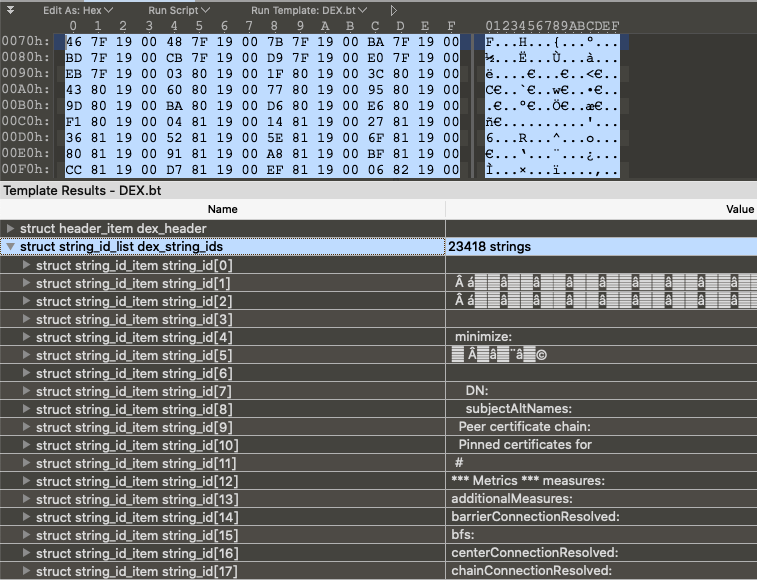 Edit As: Hex Run Script Run Template: DEX.bt
0 1 2 3 4 5 6 7 8 9 A B C D E F 0123456789ABCDEF
0070h: 46 7F 19 00 48 7F 19 00 7B 7F 19 00 BA 7F 19 00 F...H...{...º...
0080h: BD 7F 19 00 CB 7F 19 00 D9 7F 19 00 E0 7F 19 00 ½...Ë...Ù...à...
0090h: EB 7F 19 00 03 80 19 00 1F 80 19 00 3C 80 19 00 ë....€...€..<€..
00A0h: 43 80 19 00 60 80 19 00 77 80 19 00 95 80 19 00 C€..`€..w€..•€..
00B0h: 9D 80 19 00 BA 80 19 00 D6 80 19 00 E6 80 19 00 .€..º€..Ö€..æ€..
00C0h: F1 80 19 00 04 81 19 00 14 81 19 00 27 81 19 00 ñ€..........'...
00D0h: 36 81 19 00 52 81 19 00 5E 81 19 00 6F 81 19 00 6...R...^...o...
00E0h: 80 81 19 00 91 81 19 00 A8 81 19 00 BF 81 19 00 €...‘...¨...¿...
00F0h: CC 81 19 00 D7 81 19 00 EF 81 19 00 06 82 19 00 Ì...×...ï....‚..
Template Results - DEX.bt
Name Value
struct header_item dex_header
struct string_id_list dex_string_ids 23418 strings
struct string_id_item string_id[0]
struct string_id_item string_id[1]
struct string_id_item string_id[2]
struct string_id_item string_id[3]
struct string_id_item string_id[4] minimize:
struct string_id_item string_id[5]
struct string_id_item string_id[6]
struct string_id_item string_id[7] DN:
struct string_id_item string_id[8] subjectAltNames:
struct string_id_item string_id[9] Peer certificate chain:
struct string_id_item string_id[10] Pinned certificates for
struct string_id_item string_id[11] #
struct string_id_item string_id[12] *** Metrics *** measures:
struct string_id_item string_id[13] additionalMeasures:
struct string_id_item string_id[14] barrierConnectionResolved:
struct string_id_item string_id[15] bfs:
struct string_id_item string_id[16] centerConnectionResolved:
struct string_id_item string_id[17] chainConnectionResolved: